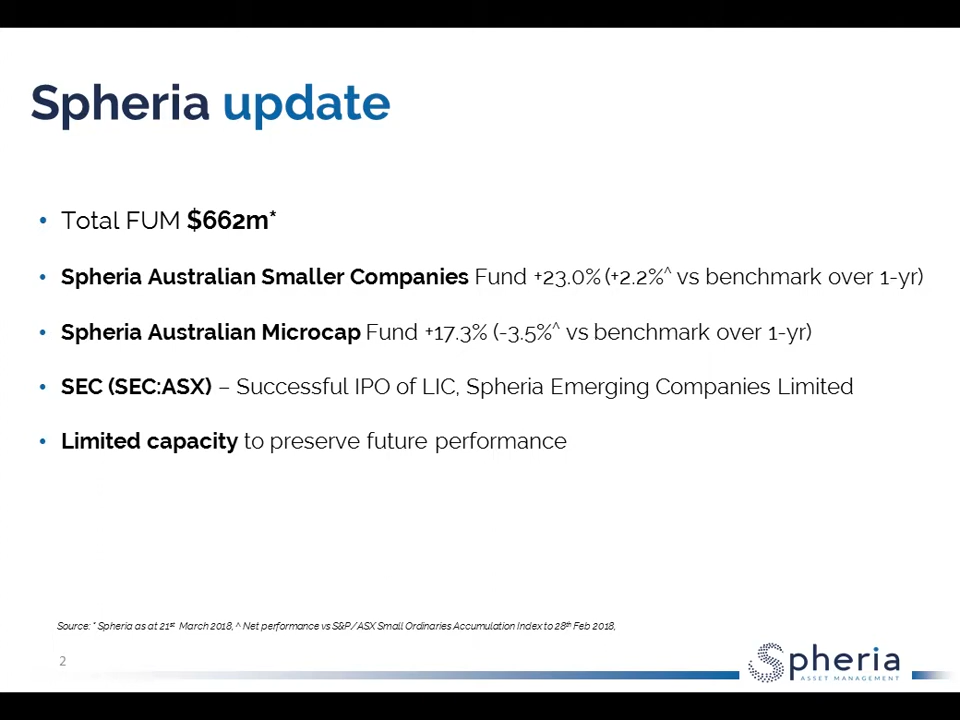 Spheria update
• Total FUM $662m*
• Spheria Australian Smaller Companies Fund +23.0% (+2.2%^ vs benchmark over 1-yr)
• Spheria Australian Microcap Fund +17.3% (-3.5%^ vs benchmark over 1-yr)
• SEC (SEC:ASX) – Successful IPO of LIC, Spheria Emerging Companies Limited
• Limited capacity to preserve future performance
Source: * Spheria as at 21st March 2018, ^ Net performance vs S&P/ASX Small Ordinaries Accumulation Index to 28th Feb 2018,
2
Spheria
ASSET MANAGEMENT